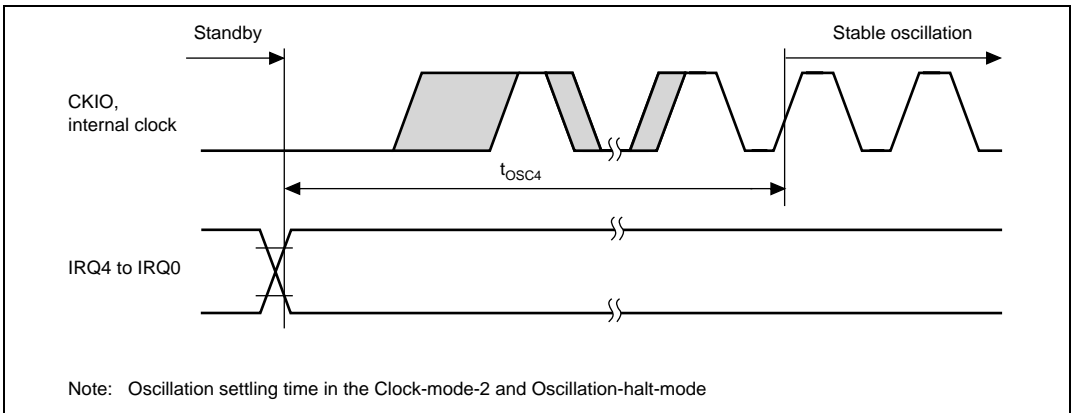 Standby
Stable oscillation
CKIO,
internal clock
tOSC4
IRQ4 to IRQ0
Note: Oscillation settling time in the Clock-mode-2 and Oscillation-halt-mode